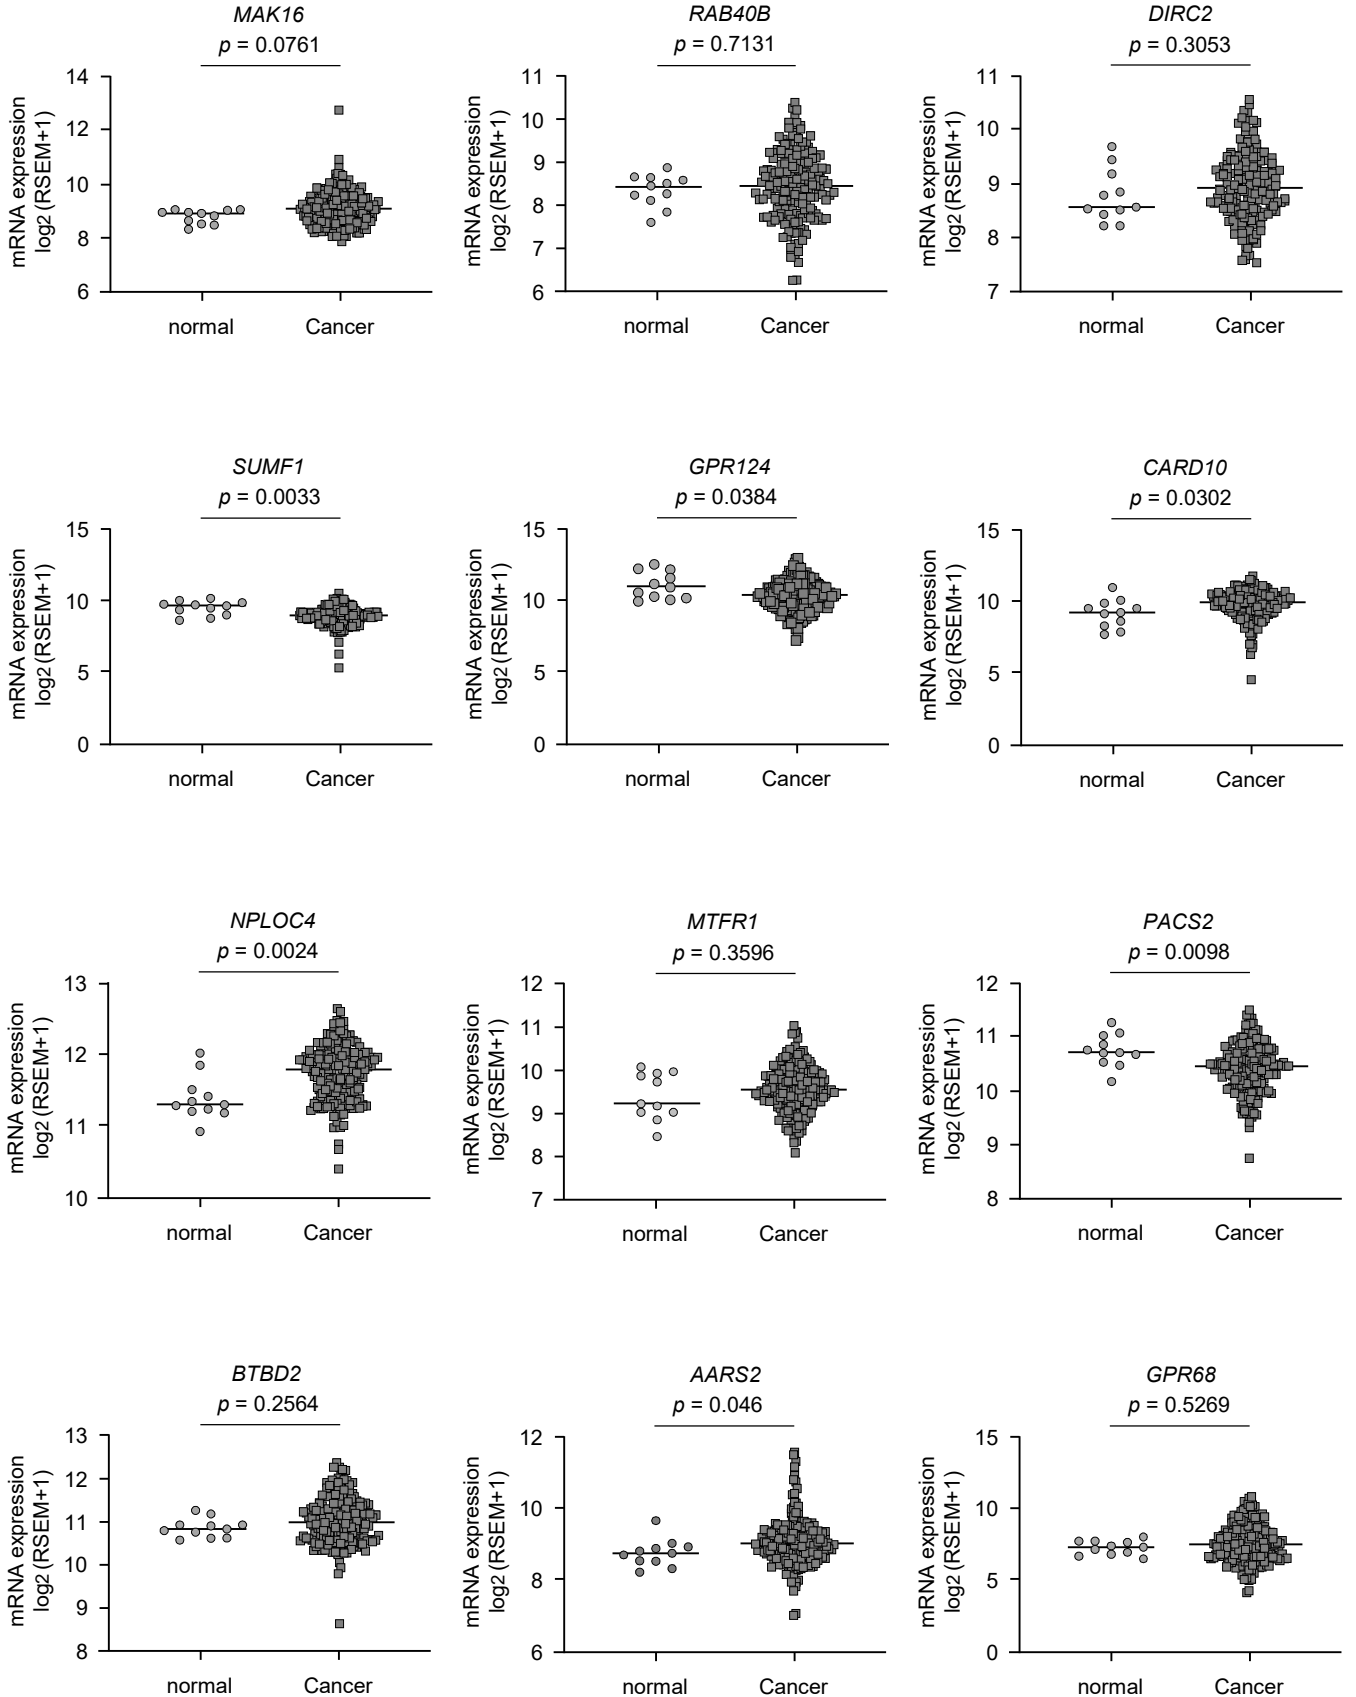 MAK16
p = 0.0761
mRNA expression
log2 (RSEM+1)
14
12
10
8
6
normal
Cancer
RAB40B
p = 0.7131
mRNA expression
log2 (RSEM+1)
11
10
9
8
7
6
normal
Cancer
DIRC2
p = 0.3053
mRNA expression
log2 (RSEM+1)
11
10
9
8
7
normal
Cancer
SUMF1
p = 0.0033
mRNA expression
log2 (RSEM+1)
15
10
5
0
normal
Cancer
GPR124
p = 0.0384
mRNA expression
log2 (RSEM+1)
15
10
5
0
normal
Cancer
CARD10
p = 0.0302
mRNA expression
log2 (RSEM+1)
15
10
5
0
normal
Cancer
NPLOC4
p = 0.0024
mRNA expression
log2 (RSEM+1)
13
12
11
10
normal
Cancer
MTFR1
p = 0.3596
mRNA expression
log2 (RSEM+1)
12
11
10
9
8
7
normal
Cancer
PACS2
p = 0.0098
mRNA expression
log2 (RSEM+1)
12
11
10
9
8
normal
Cancer
BTBD2
p = 0.2564
mRNA expression
log2 (RSEM+1)
13
12
11
10
9
8
normal
Cancer
AARS2
p = 0.046
mRNA expression
log2 (RSEM+1)
12
10
8
6
normal
Cancer
GPR68
p = 0.5269
mRNA expression
log2 (RSEM+1)
15
10
5
0
normal
Cancer